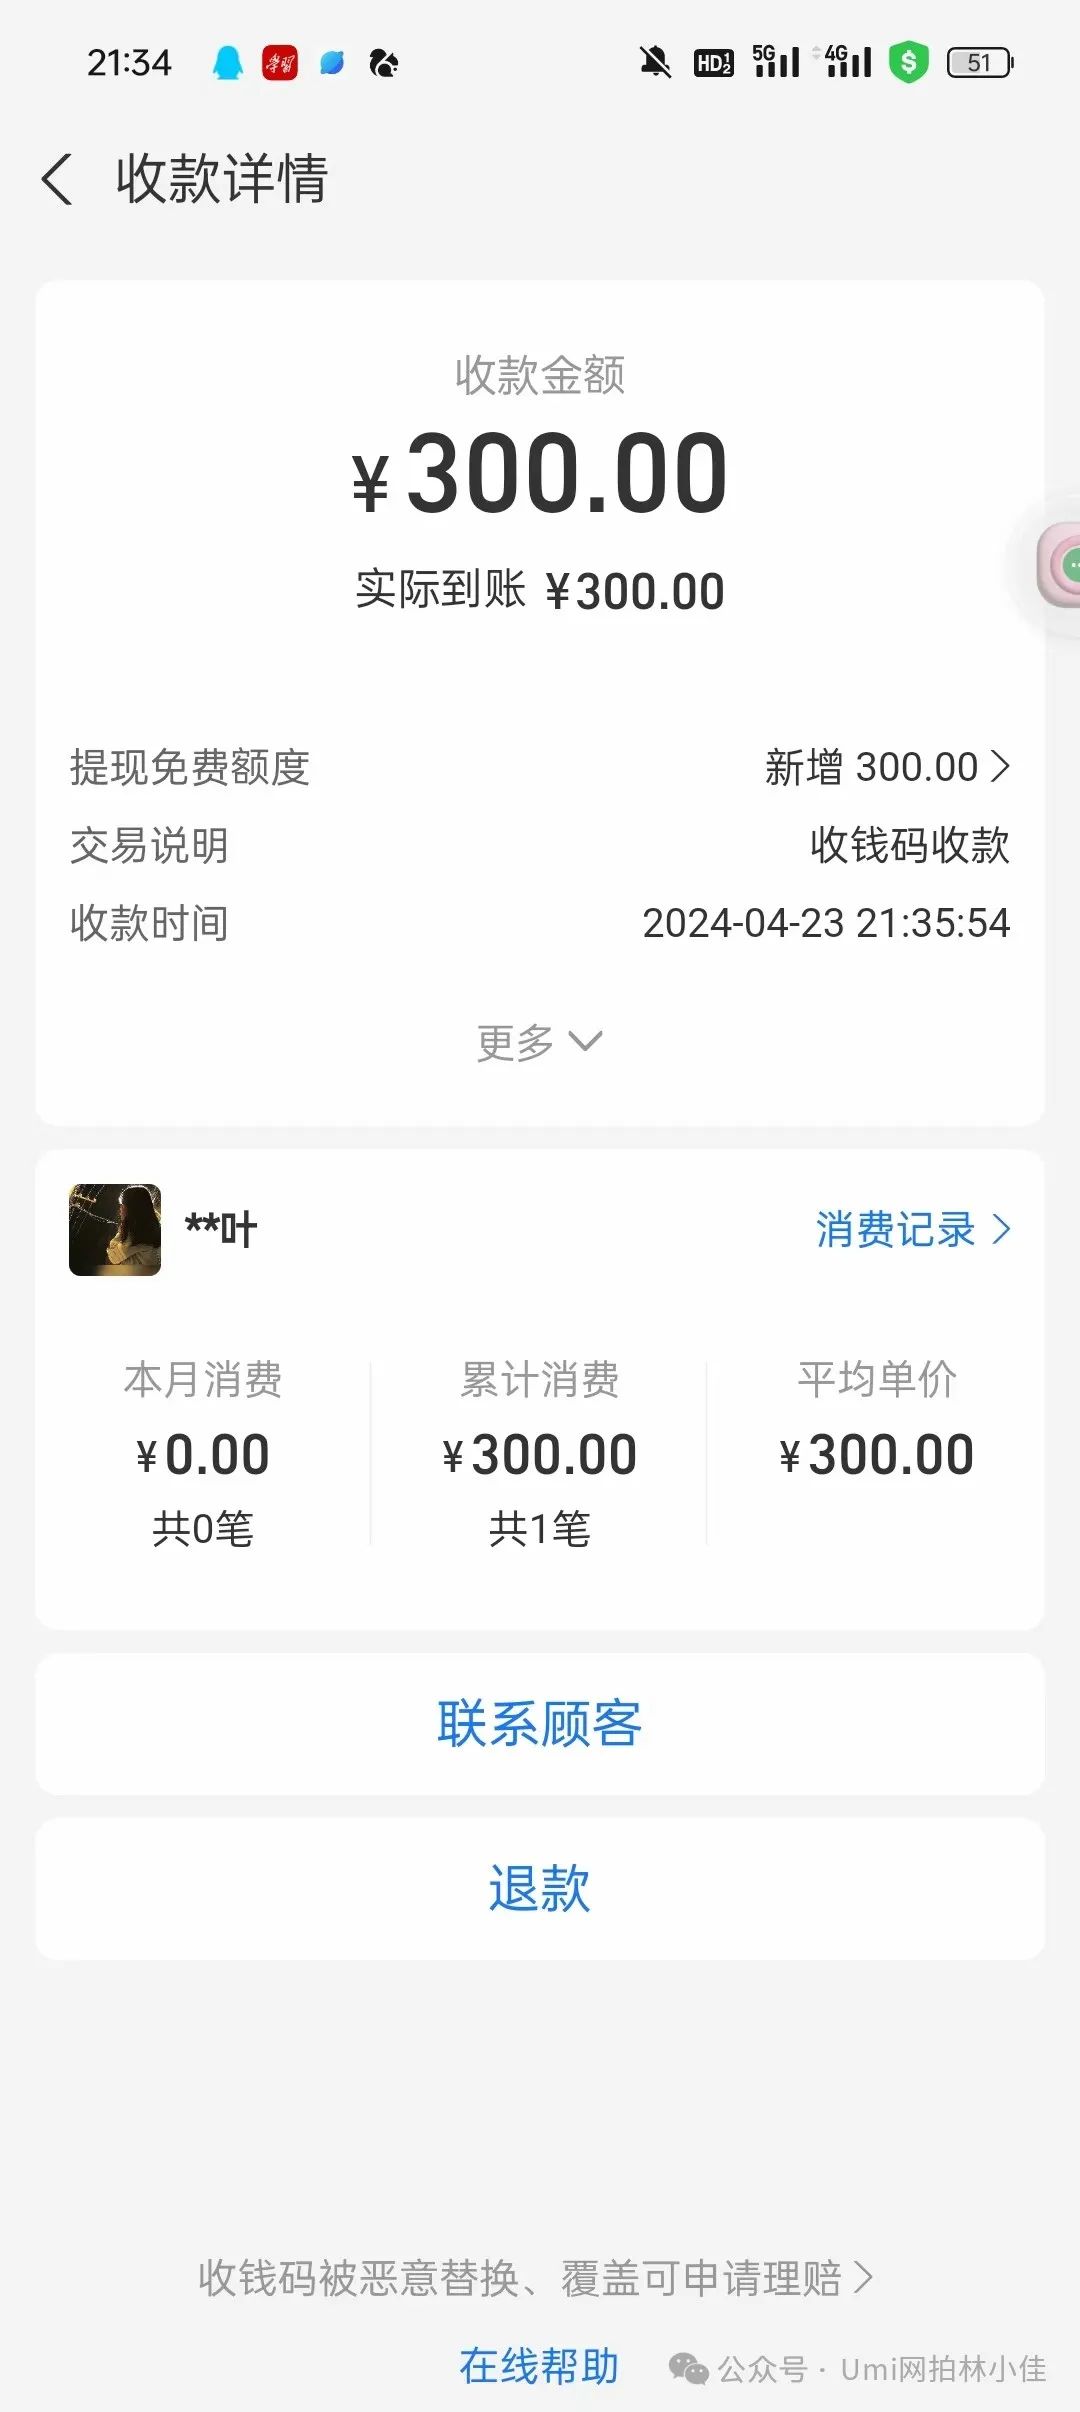 21:34 学习 HD 1 2 5G 4G 51
收款详情
收款金额
¥300.00
实际到账 ¥300.00
提现免费额度 新增 300.00
交易说明 收钱码收款
收款时间 2024-04-23 21:35:54
更多
**叶 消费记录
本月消费 累计消费 平均单价
¥0.00 ¥300.00 ¥300.00
共0笔 共1笔
联系顾客
退款
收钱码被恶意替换、覆盖可申请理赔
在线帮助
公众号 · Umi网拍林小佳